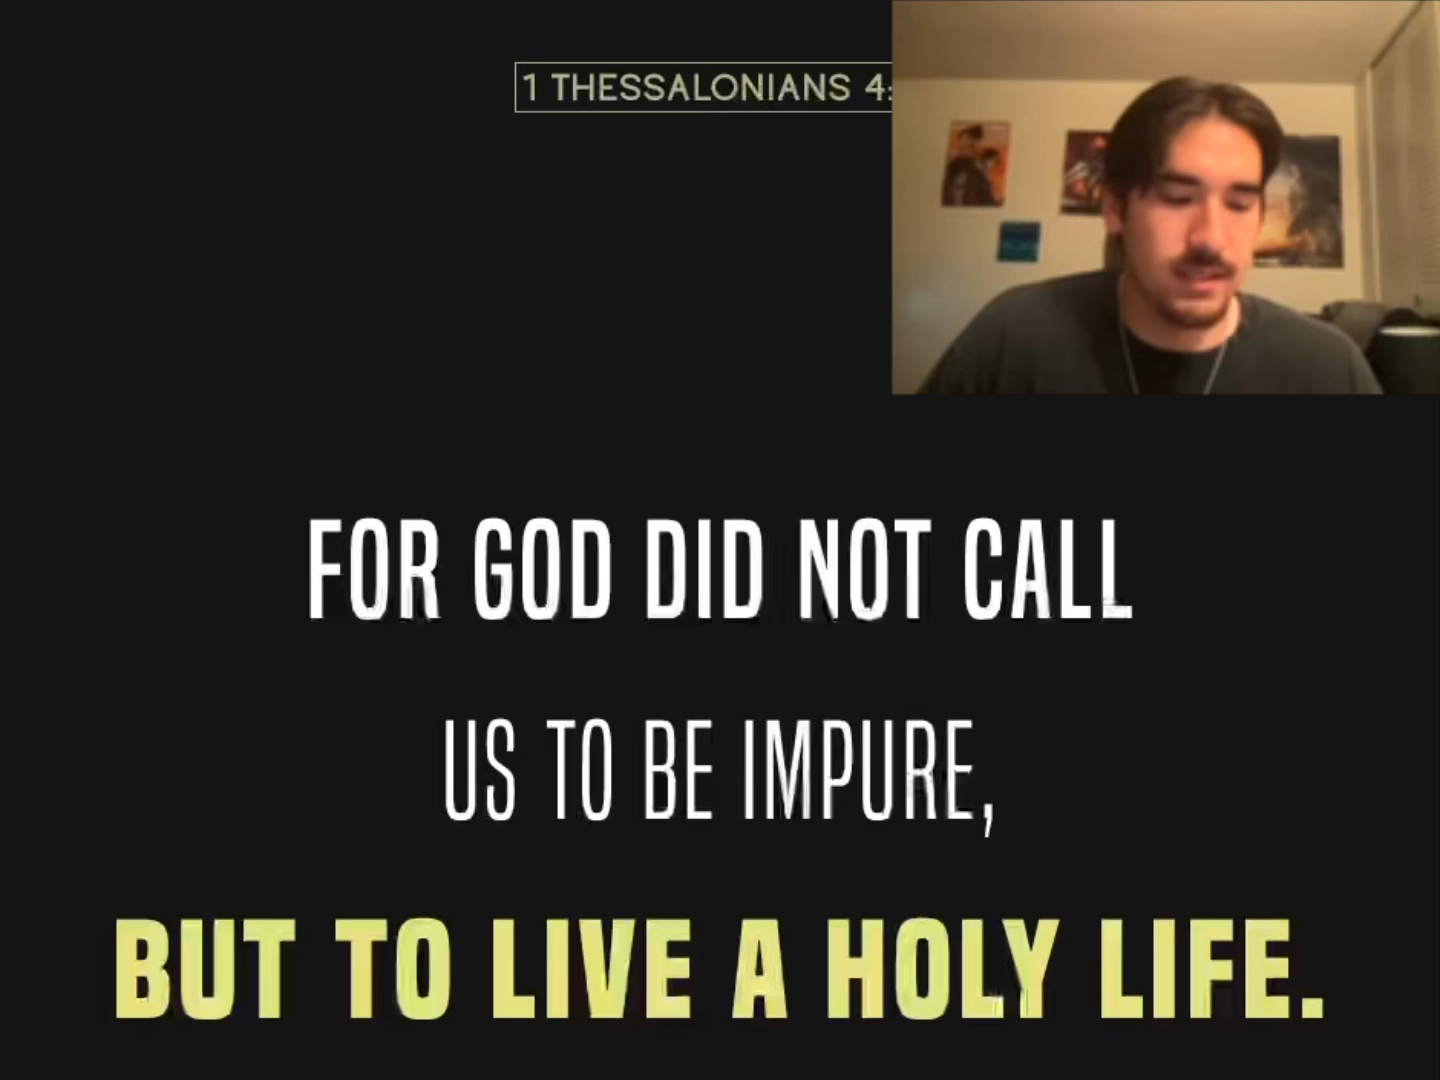 1 THESSALONIANS 4:
FOR GOD DID NOT CALL
US TO BE IMPURE,
BUT TO LIVE A HOLY LIFE.